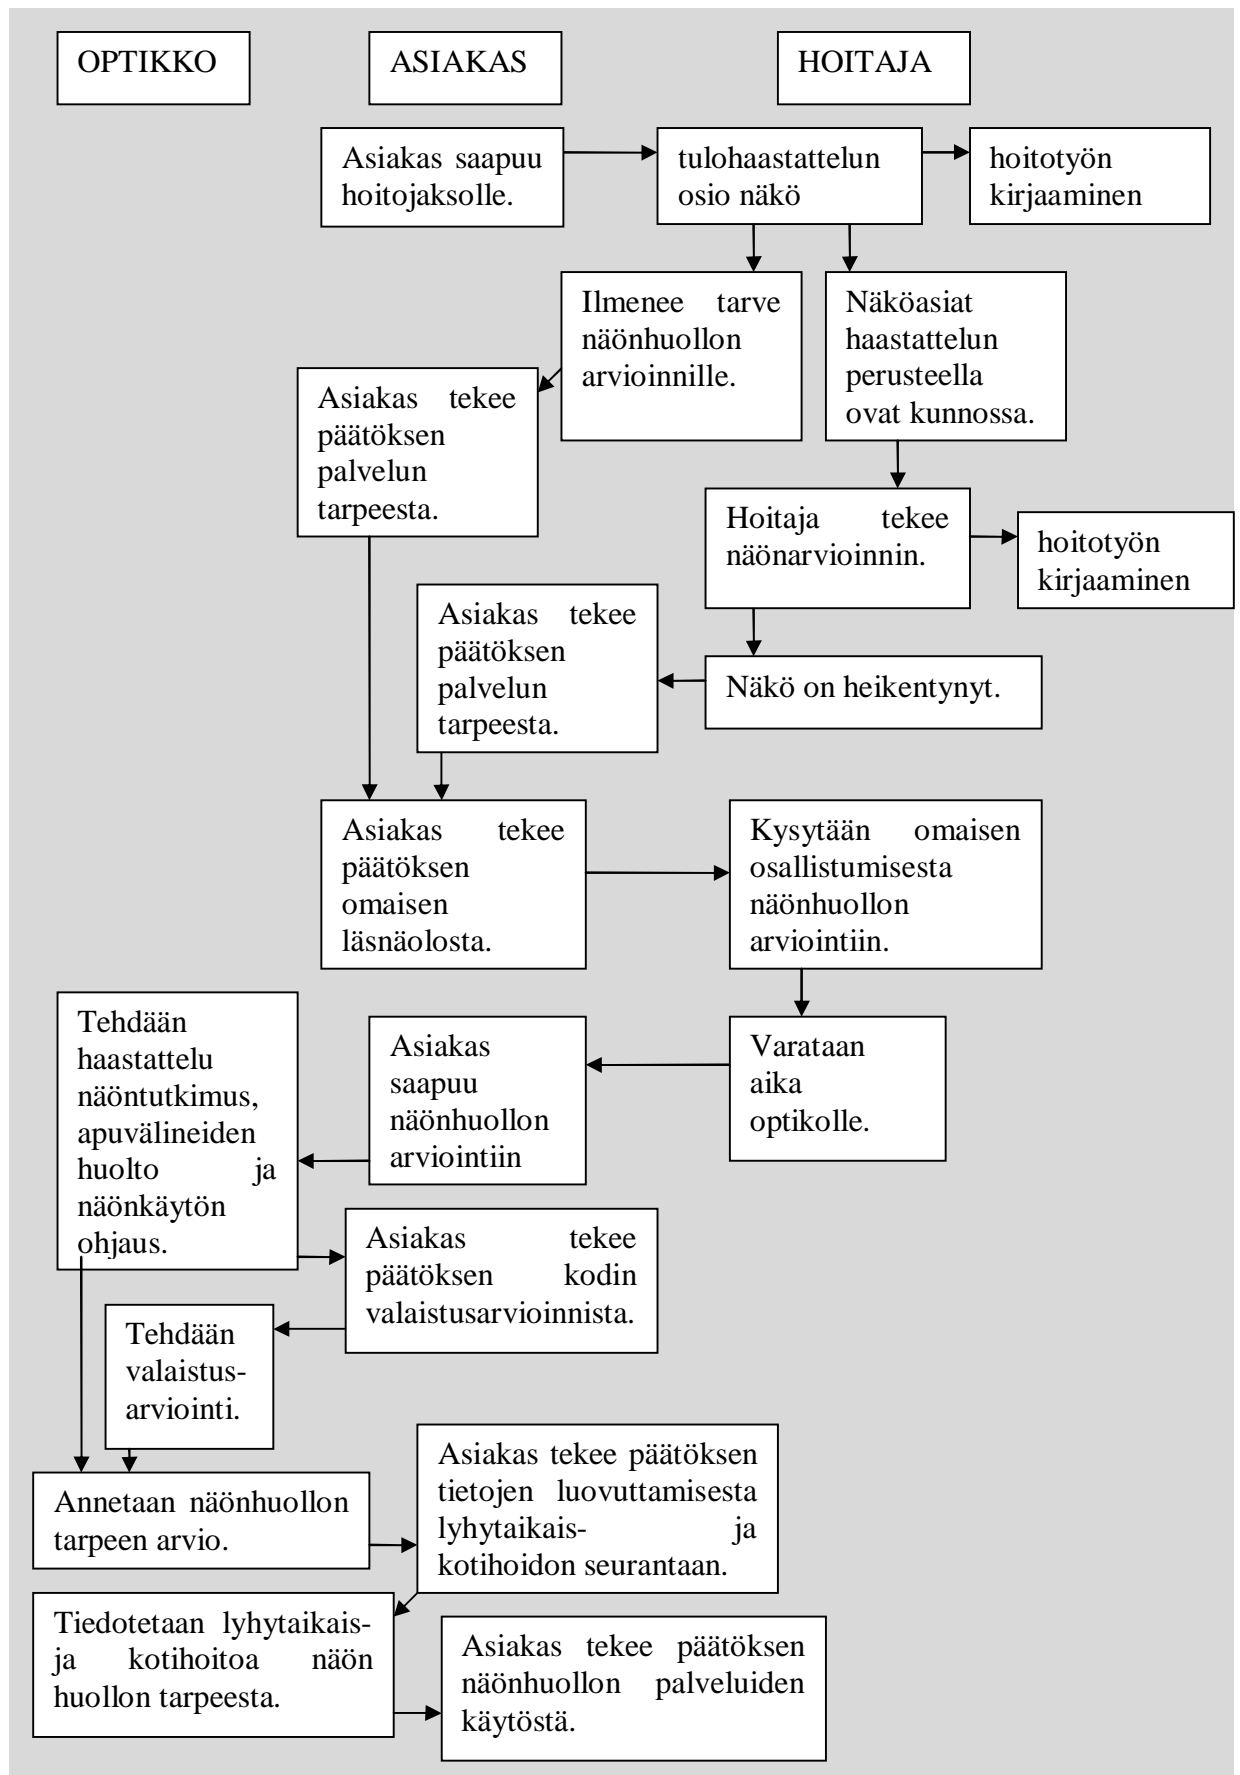 OPTIKKO
ASIAKAS
HOITAJA
Asiakas saapuu
hoitojaksolle.
tulohaastattelun
osio näkö
hoitotyön
kirjaaminen
Ilmenee tarve
näönhuollon
arvioinnille.
Näköasiat
haastattelun
perusteella
ovat kunnossa.
Asiakas tekee
päätöksen
palvelun
tarpeesta.
Hoitaja tekee
näönarvioinnin.
hoitotyön
kirjaaminen
Asiakas tekee
päätöksen
palvelun
tarpeesta.
Näkö on heikentynyt.
Asiakas tekee
päätöksen
omaisen
läsnäolosta.
Kysytään omaisen
osallistumisesta
näönhuollon
arviointiin.
Tehdään
haastattelu
näöntutkimus,
apuvälineiden
huolto ja
näönkäytön
ohjaus.
Asiakas
saapuu
näönhuollon
arviointiin
Varataan
aika
optikolle.
Asiakas tekee
päätöksen kodin
valaistusarvioinnista.
Tehdään
valaistus-
arviointi.
Asiakas tekee päätöksen
tietojen luovuttamisesta
lyhytaikais- ja
kotihoidon seurantaan.
Annetaan näönhuollon
tarpeen arvio.
Tiedotetaan lyhytaikais-
ja kotihoitoa näön
huollon tarpeesta.
Asiakas tekee päätöksen
näönhuollon palveluiden
käytöstä.